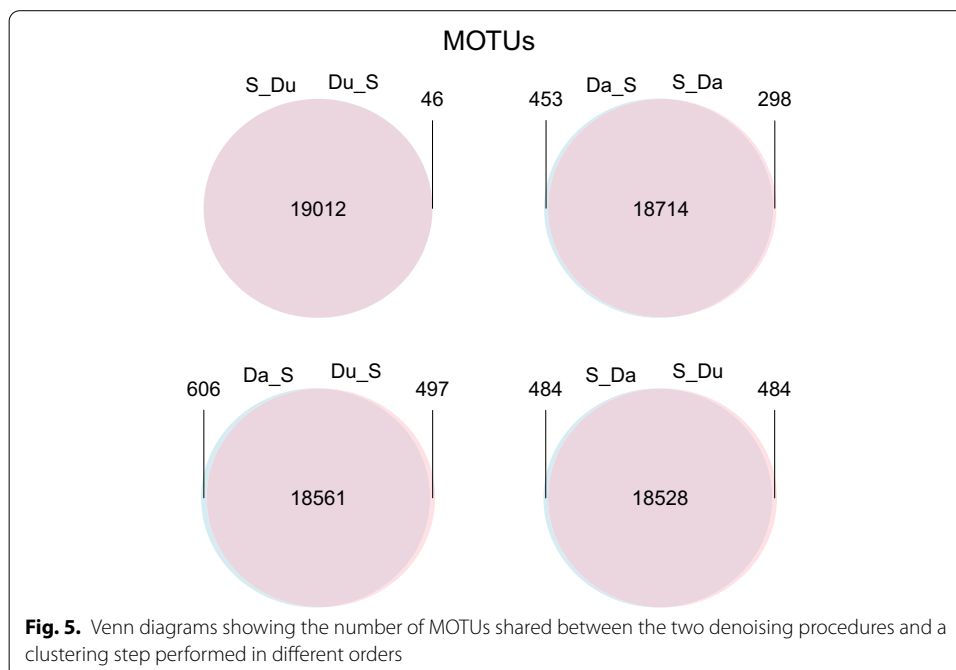 MOTUs
S_Du Du_S
46
19012
Da_S S_Da
453 298
18714
Da_S Du_S
606 497
18561
S_Da S_Du
484 484
18528
Fig. 5. Venn diagrams showing the number of MOTUs shared between the two denoising procedures and a
clustering step performed in different orders